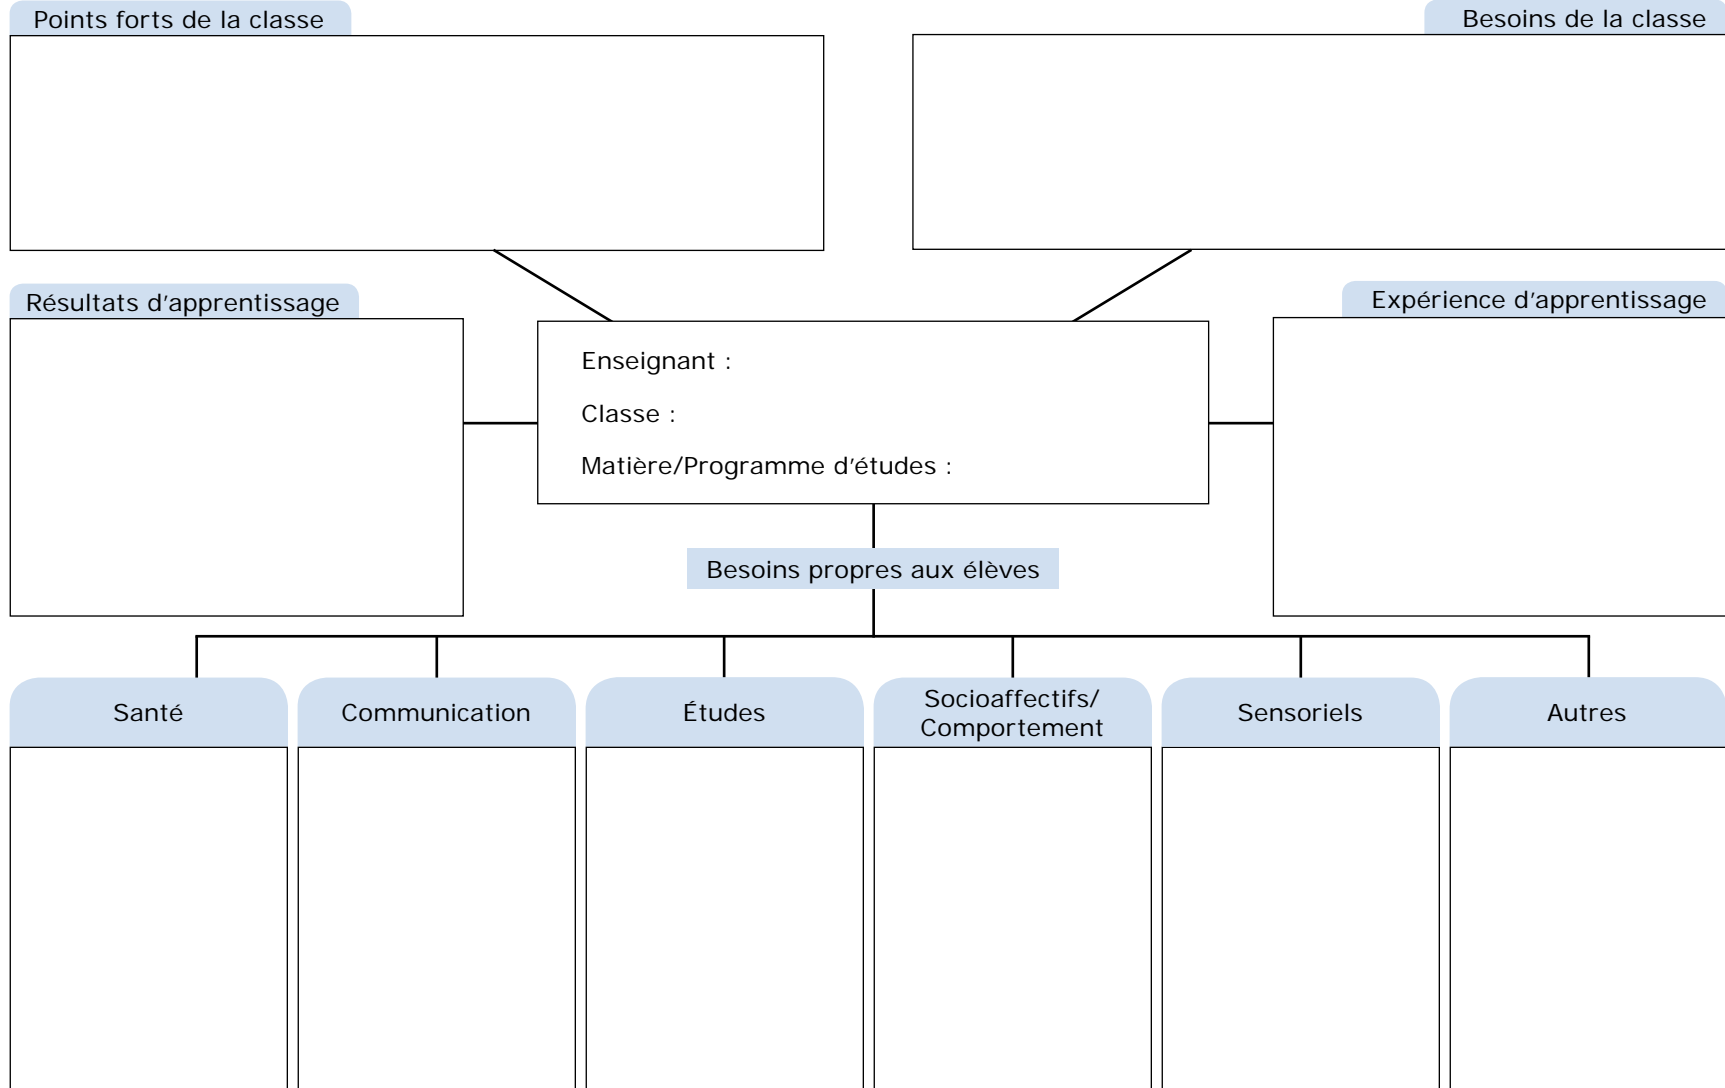 Points forts de la classe
Besoins de la classe
Résultats d'apprentissage
Expérience d'apprentissage
Enseignant :
Classe :
Matière/Programme d'études :
Besoins propres aux élèves
Santé
Communication
Études
Socioaffectifs/
Comportement
Sensoriels
Autres